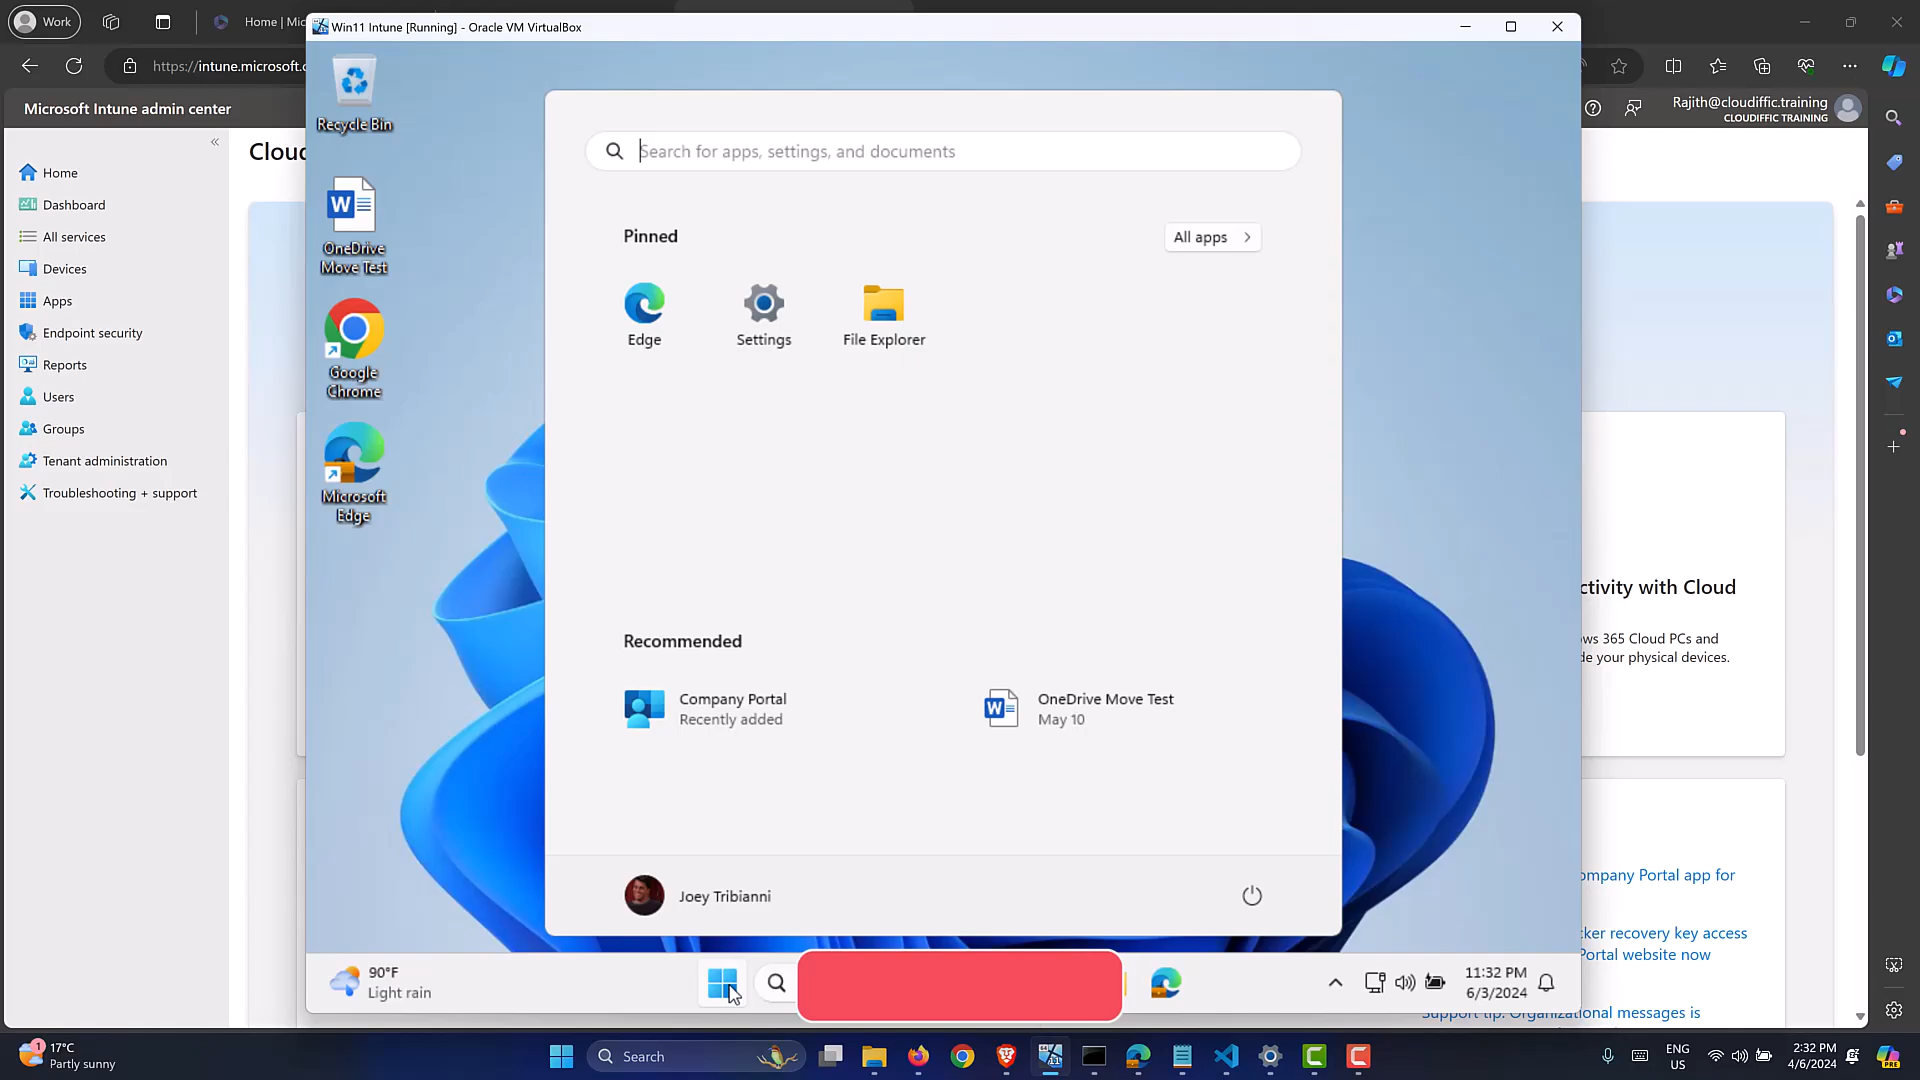 Work
Home | Mic
Win11 Intune [Running] - Oracle VM VirtualBox
https://intune.microsoft.c
Microsoft Intune admin center
Rajith@cloudiffic.training
CLOUDIFFIC TRAINING
Cloud
Home
Dashboard
All services
Devices
Apps
Endpoint security
Reports
Users
Groups
Tenant administration
Troubleshooting + support
Recycle Bin
OneDrive
Move Test
Google
Chrome
Microsoft
Edge
Search for apps, settings, and documents
Pinned
All apps
Edge
Settings
File Explorer
Recommended
Company Portal
Recently added
OneDrive Move Test
May 10
Joey Tribianni
ctivity with Cloud
ws 365 Cloud PCs and
de your physical devices.
ompany Portal app for
ker recovery key access
Portal website now
Support tip: Organizational messages is
90°F
Light rain
11:32 PM
6/3/2024
1
17°C
Partly sunny
Search
ENG
US
2:32 PM
4/6/2024
PRE